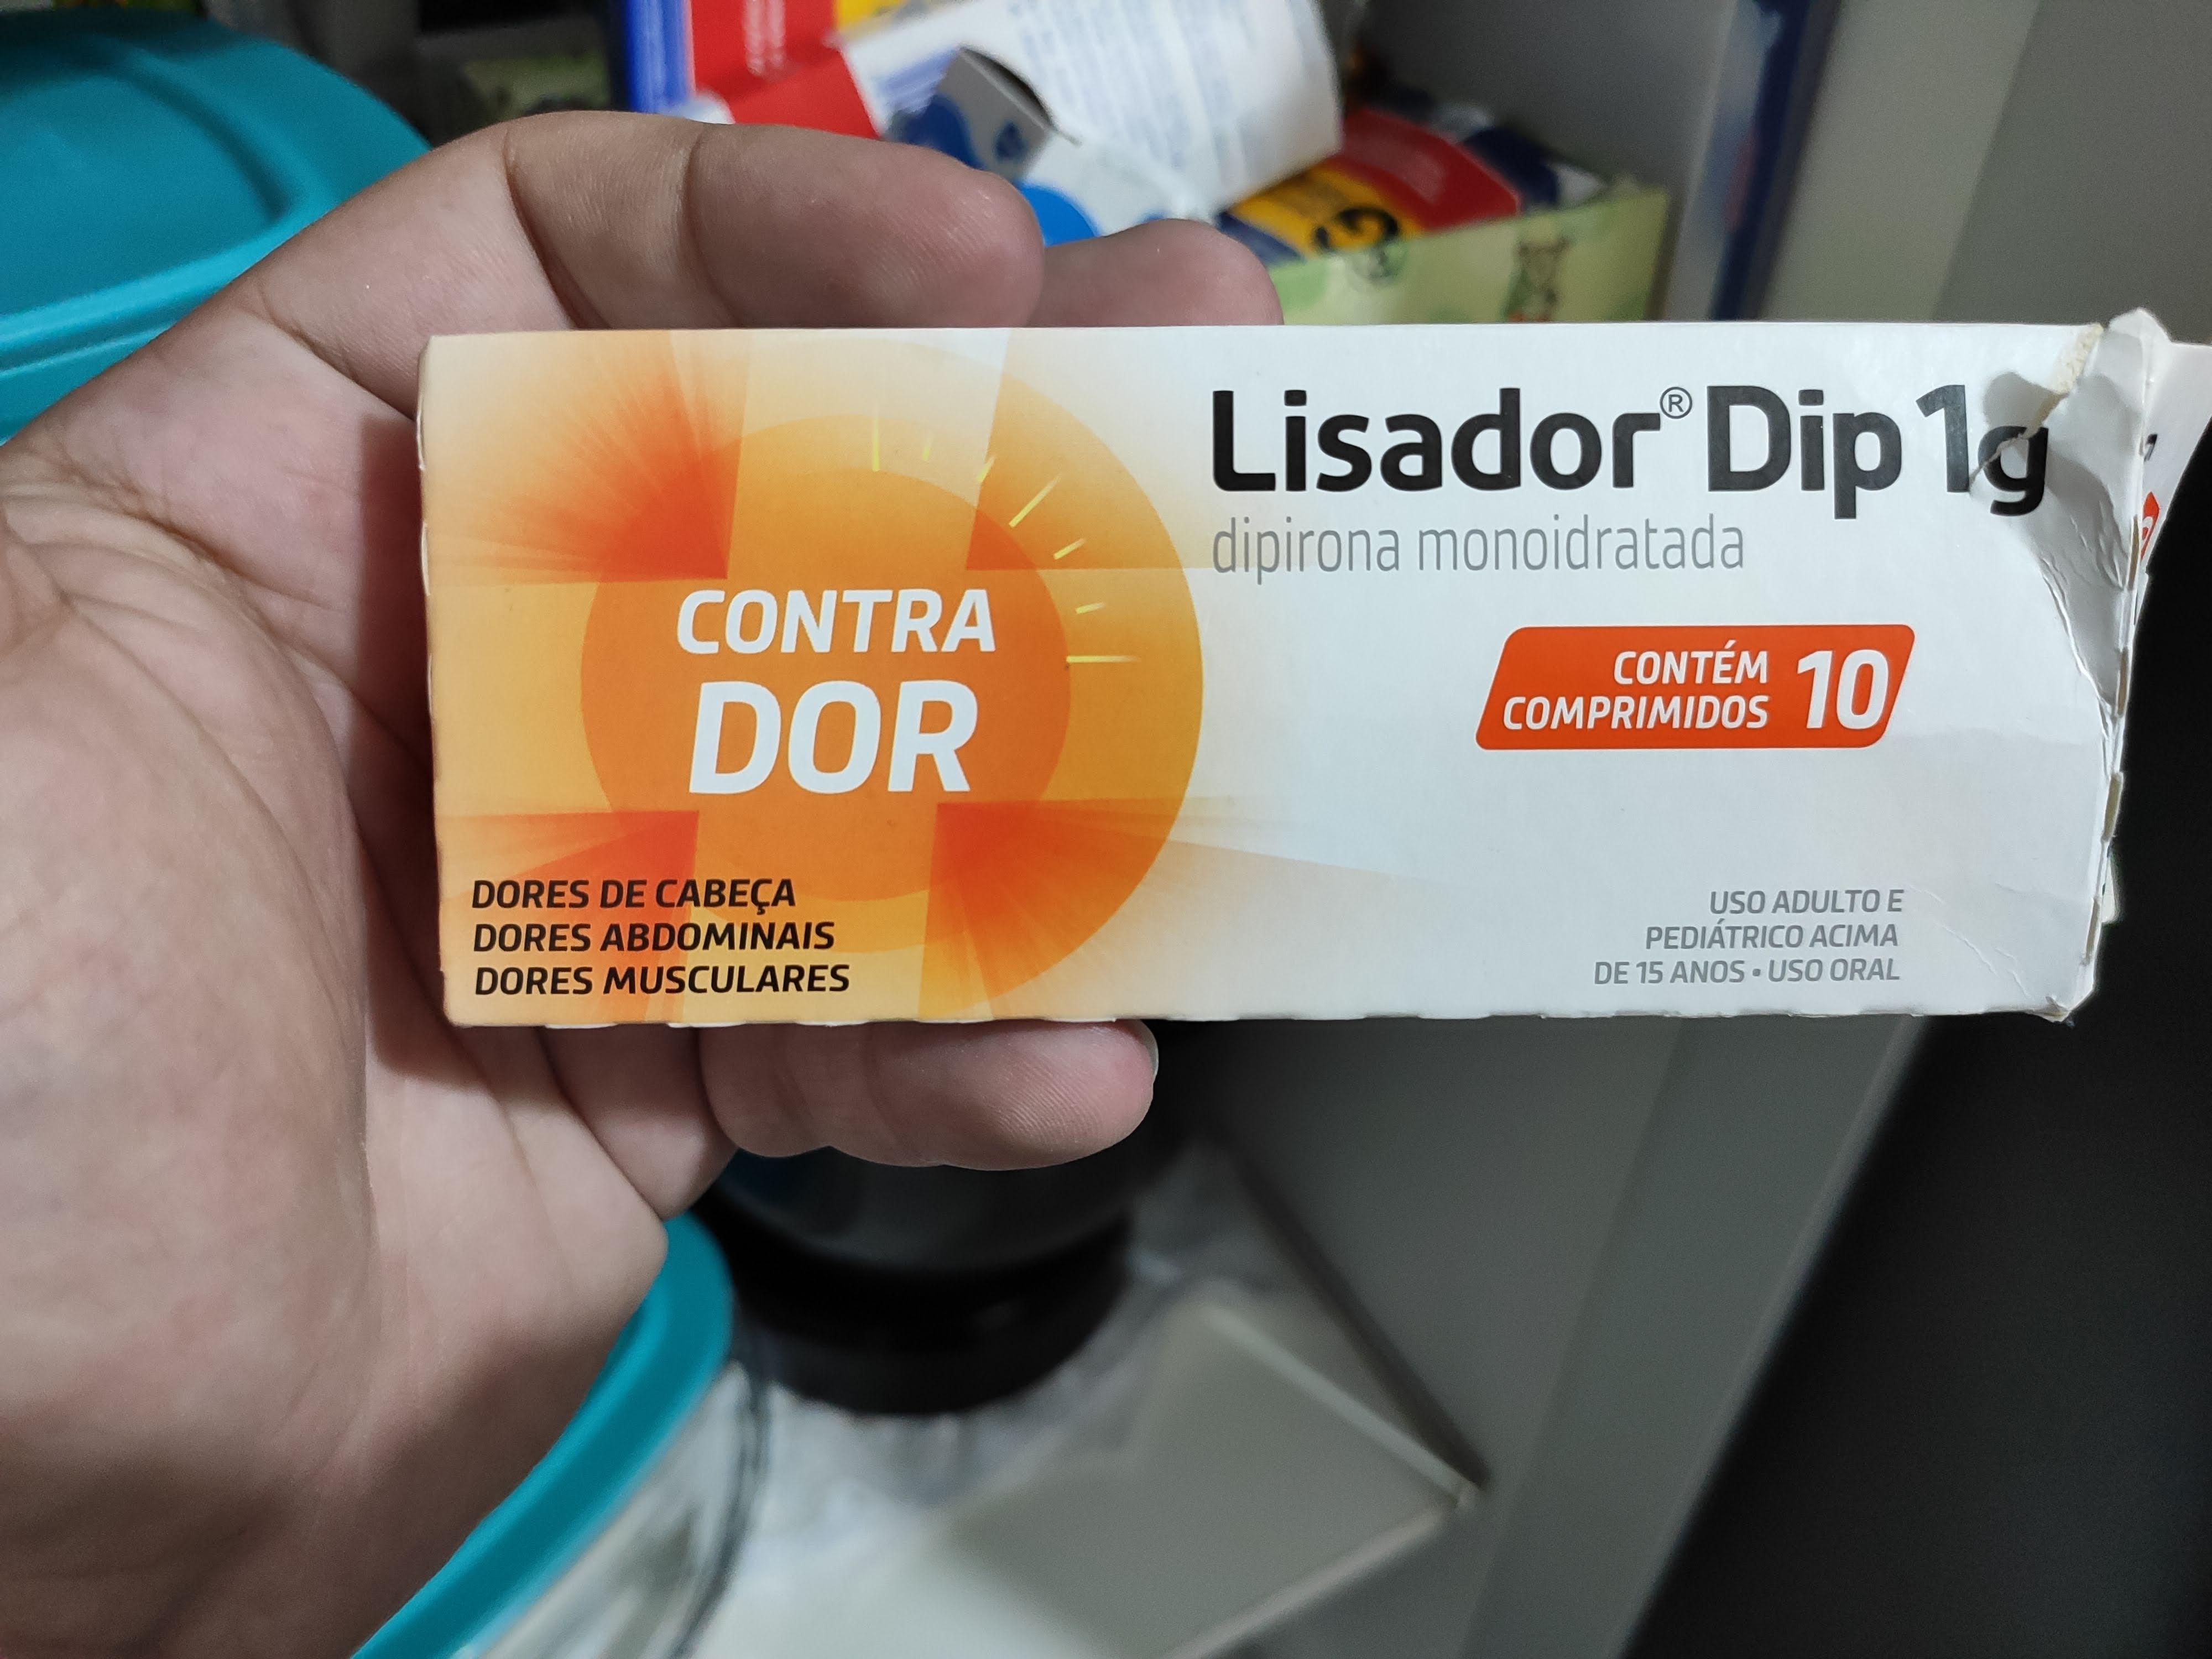 Lisador® Dip 1g
dipirona monoidratada
CONTRA
DOR
CONTÉM
COMPRIMIDOS 10
DORES DE CABEÇA
DORES ABDOMINAIS
DORES MUSCULARES
USO ADULTO E
PEDIÁTRICO ACIMA
DE 15 ANOS • USO ORAL